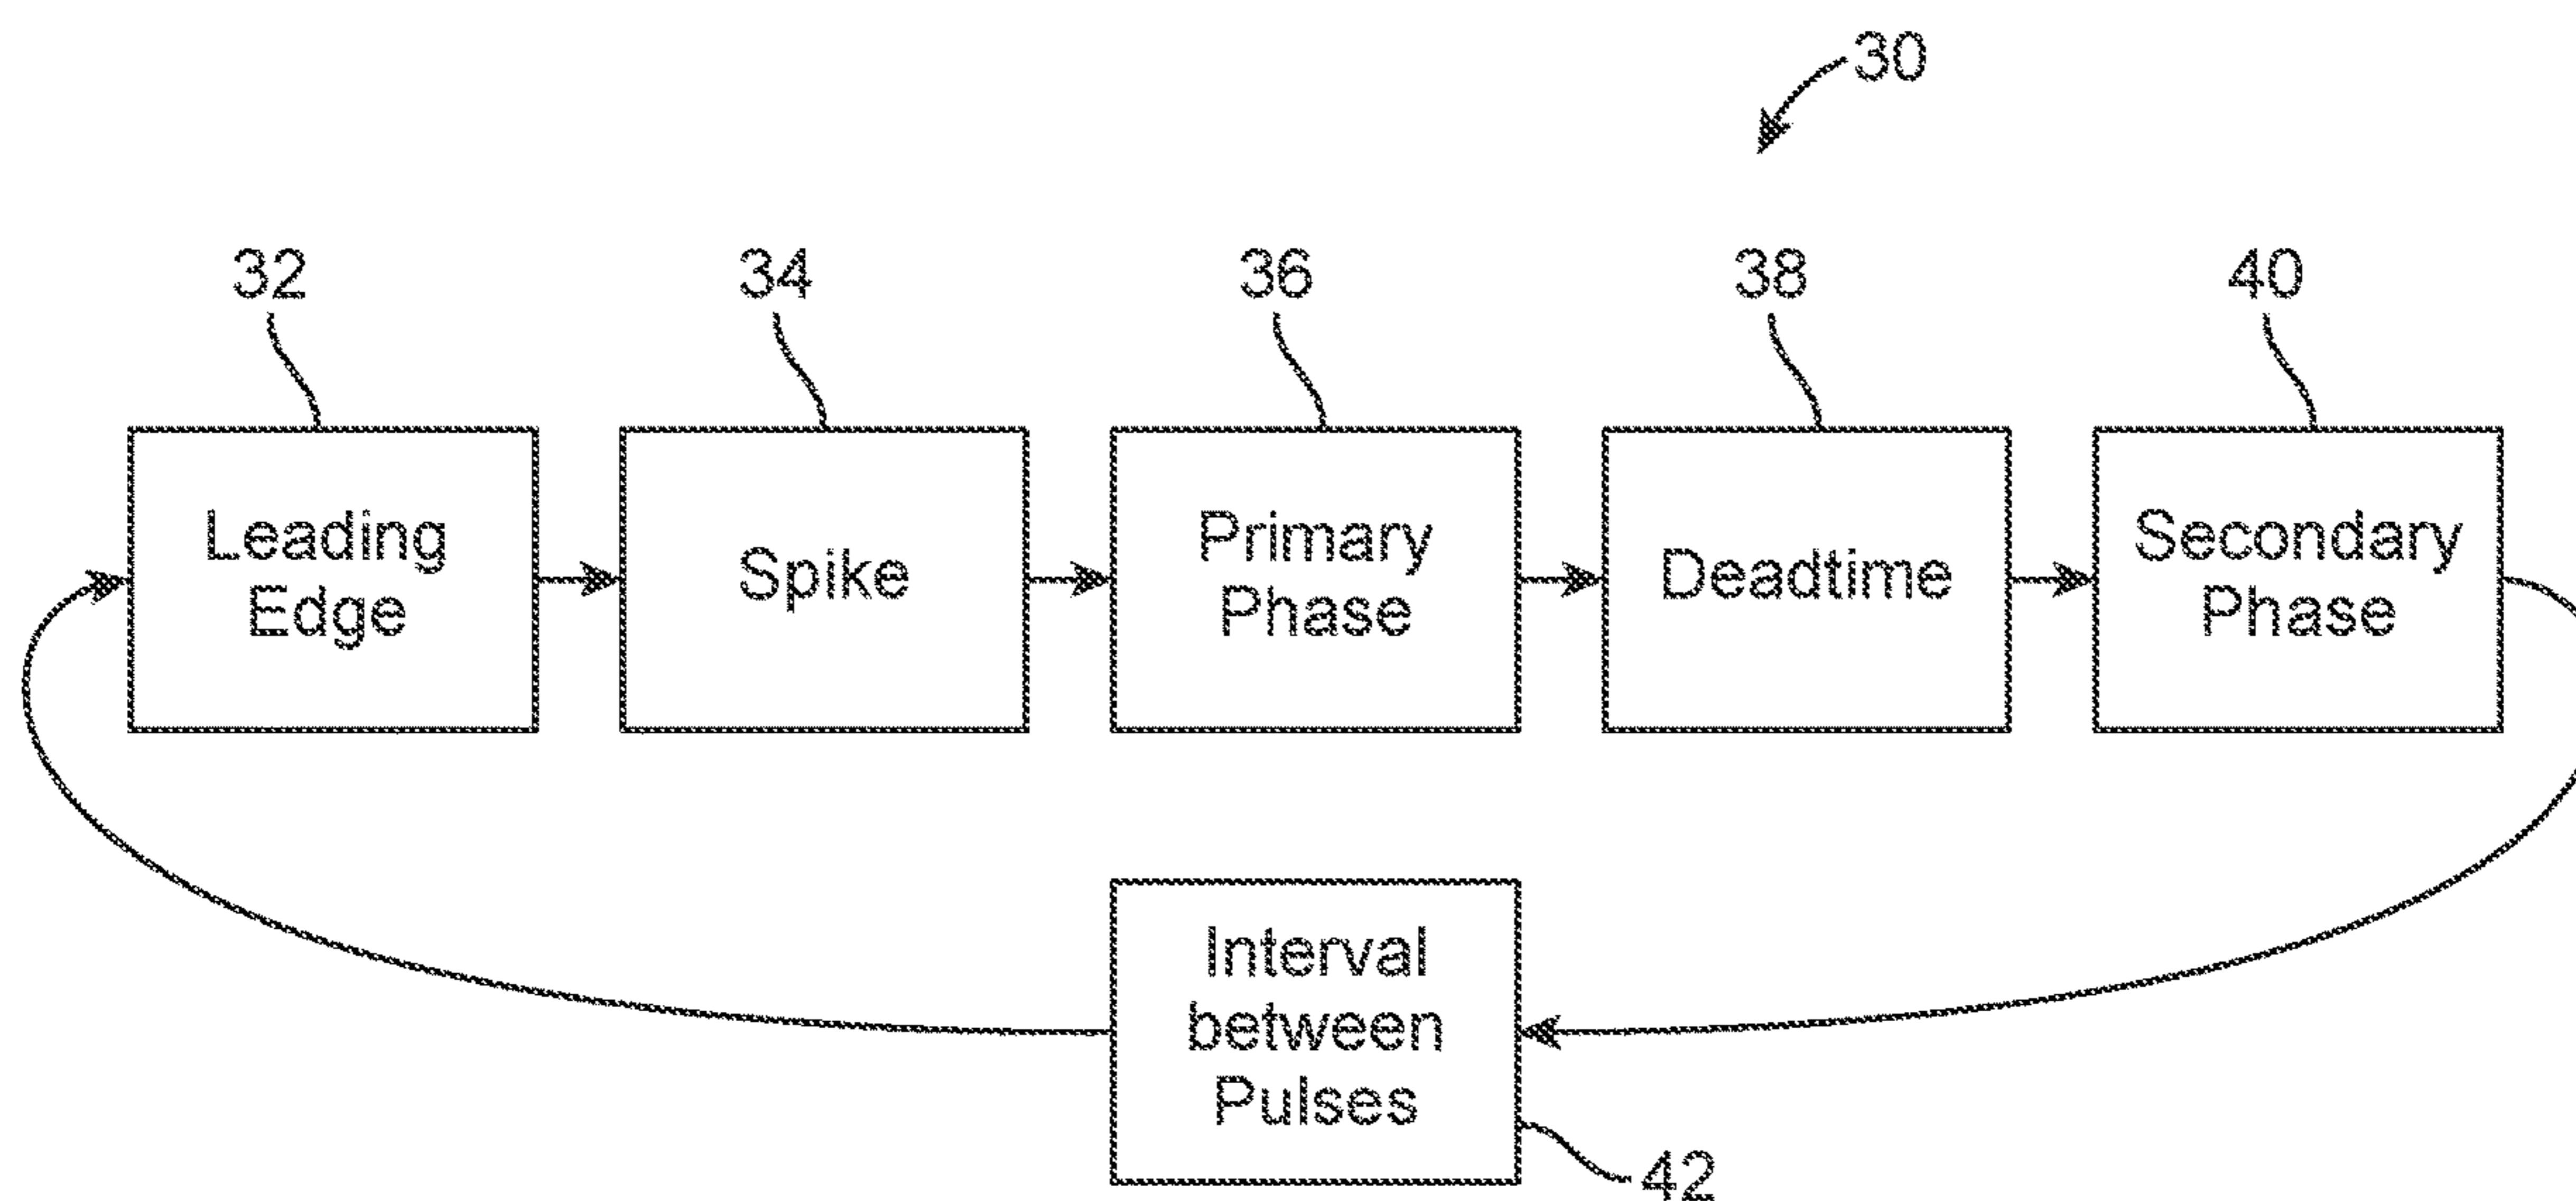 30
32
34
36
38
40
Leading
Edge
Spike
Primary
Phase
Deadtime
Secondary
Phase
Interval
between
Pulses
42